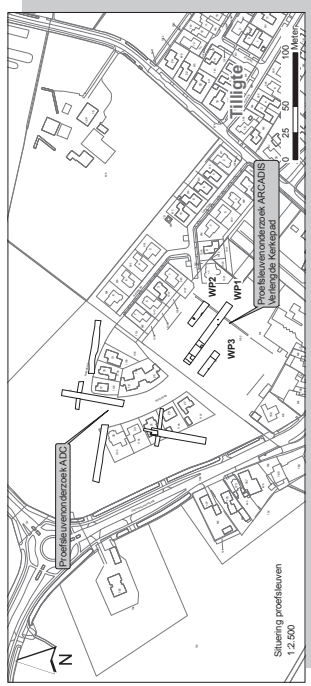 Tilligte
0 25 50 100
Meters
Proefsleuvenonderzoek ARCADIS
Verlengde Kerkepad
WP2
WP1
WP3
Proefsleuvenonderzoek ADC
N
Situering proefsleuven
1:2.500